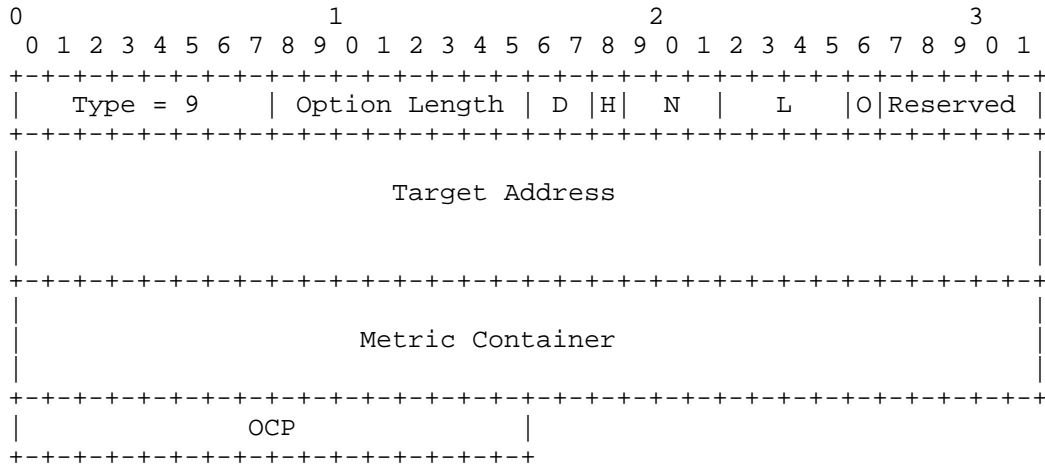 0                   1                   2                   3
 0 1 2 3 4 5 6 7 8 9 0 1 2 3 4 5 6 7 8 9 0 1 2 3 4 5 6 7 8 9 0 1
+-+-+-+-+-+-+-+-+-+-+-+-+-+-+-+-+-+-+-+-+-+-+-+-+-+-+-+-+-+-+-+-+
|   Type = 9    | Option Length | D |H|  N  |   L   |O|Reserved |
+-+-+-+-+-+-+-+-+-+-+-+-+-+-+-+-+-+-+-+-+-+-+-+-+-+-+-+-+-+-+-+-+
|                                                               |
|                       Target Address                          |
|                                                               |
|                                                               |
+-+-+-+-+-+-+-+-+-+-+-+-+-+-+-+-+-+-+-+-+-+-+-+-+-+-+-+-+-+-+-+-+
|                                                               |
|                     Metric Container                          |
|                                                               |
+-+-+-+-+-+-+-+-+-+-+-+-+-+-+-+-+-+-+-+-+-+-+-+-+-+-+-+-+-+-+-+-+
|              OCP              |
+-+-+-+-+-+-+-+-+-+-+-+-+-+-+-+-+